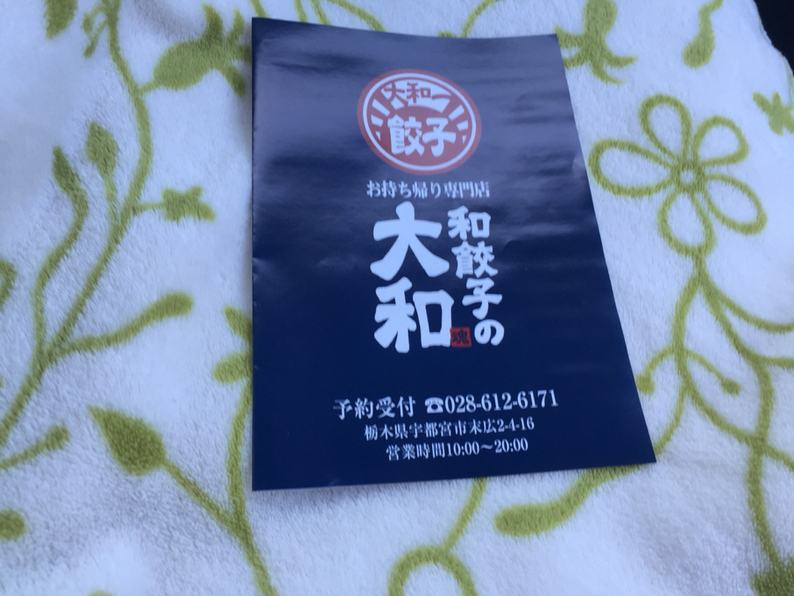 大和一
餃子
お持ち帰り専門店
和餃子の
大和
魂
予約受付 ☎028-612-6171
栃木県宇都宮市末広2-4-16
営業時間10:00〜20:00